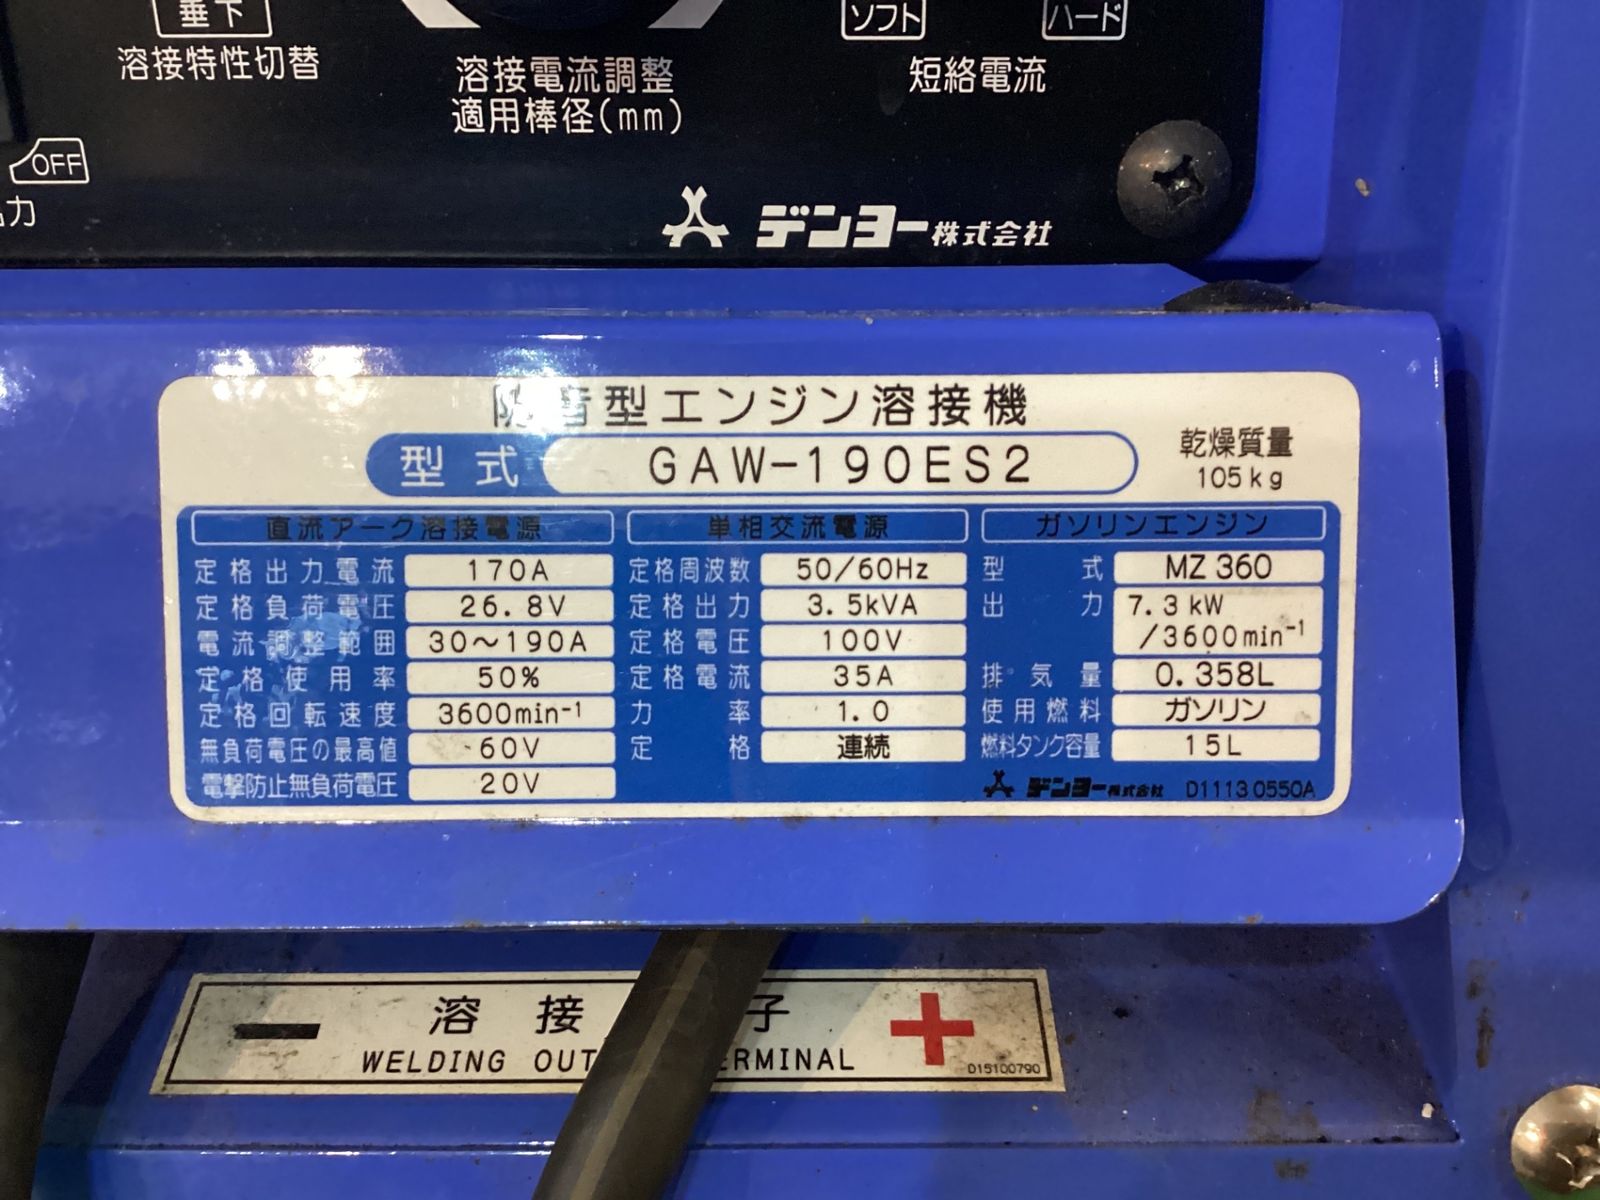 垂下
溶接特性切替
溶接電流調整
適用棒径(mm)
ソフト
ハード
短絡電流
OFF
力
デンヨー株式会社
防音型エンジン溶接機
型式 GAW-190ES2
乾燥質量
105kg
直流アーク溶接電源
定格出力電流 170A
定格負荷電圧 26.8V
電流調整範囲 30～190A
定格使用率 50%
定格回転速度 3600min-1
無負荷電圧の最高値 60V
電撃防止無負荷電圧 20V
単相交流電源
定格周波数 50/60Hz
定格出力 3.5kVA
定格電圧 100V
定格電流 35A
力率 1.0
定格 連続
ガソリンエンジン
型式 MZ360
出力 7.3kW
/3600min-1
排気量 0.358L
使用燃料 ガソリン
燃料タンク容量 15L
デンヨー株式会社 D11130550A
溶接 子
WELDING
D15100790